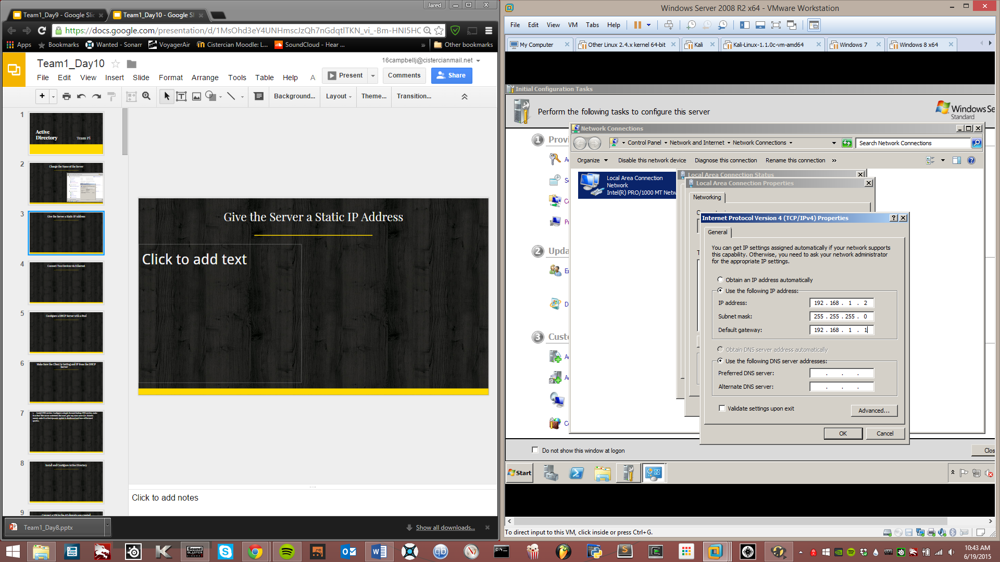 Jared
Team1_Day9 - Google Slid
Team1_Day10 - Google Sl
https://docs.google.com/presentation/d/1MsOhd3eY4UNHmscJzQh7nGdqtlTKN_vi_-Bm-HNI5HC
Apps
Bookmarks
Wanted - Sonarr
VoyagerAir
Cistercian Moodle: L...
SoundCloud - Hear ...
»
Other bookmarks
Team1_Day10
16campbellj@cistercianmail.net
File Edit View Insert Slide Format Arrange Tools Table Help A
Present
Comments
Share
Background...
Layout
Theme...
Transition...
1
Active
Directory
Team Pi
2
Change the Name of the Server
3
Give the Server a Static IP Address
4
Connect Two Devices via Ethernet
5
Configure a DHCP Server with a Pool
6
Make Sure the Client is Getting and IP from the DHCP
Server
7
8
Install and Configure Active Directory
9
Connect a VM to the AD domain you created
Give the Server a Static IP Address
Click to add text
Click to add notes
Team1_Day8.pptx
Show all downloads...
Windows Server 2008 R2 x64 - VMware Workstation
File Edit View VM Tabs Help
My Computer
Other Linux 2.4.x kernel 64-bit
Kali
Kali-Linux-1.1.0c-vm-amd64
Windows 7
Windows 8 x64
Initial Configuration Tasks
Perform the following tasks to configure this server
Windows Se
Standard
1 Provi
2 Upda
3 Custo
Network Connections
Control Panel
Network and Internet
Network Connections
Search Network Connections
Organize
Disable this network device
Diagnose this connection
Rename this connection
»
Local Area Connection
Network
Intel(R) PRO/1000 MT Netw
Local Area Connection Status
Local Area Connection Properties
Networking
Internet Protocol Version 4 (TCP/IPv4) Properties
General
You can get IP settings assigned automatically if your network supports
this capability. Otherwise, you need to ask your network administrator
for the appropriate IP settings.
Obtain an IP address automatically
Use the following IP address:
IP address:
192 . 168 . 1 . 2
Subnet mask:
255 . 255 . 255 . 0
Default gateway:
192 . 168 . 1 . 1
Obtain DNS server address automatically
Use the following DNS server addresses:
Preferred DNS server:
Alternate DNS server:
Validate settings upon exit
Advanced...
OK
Cancel
Do not show this window at logon
Clos
Start
To direct input to this VM, click inside or press Ctrl+G.
10:43 AM
6/19/2015